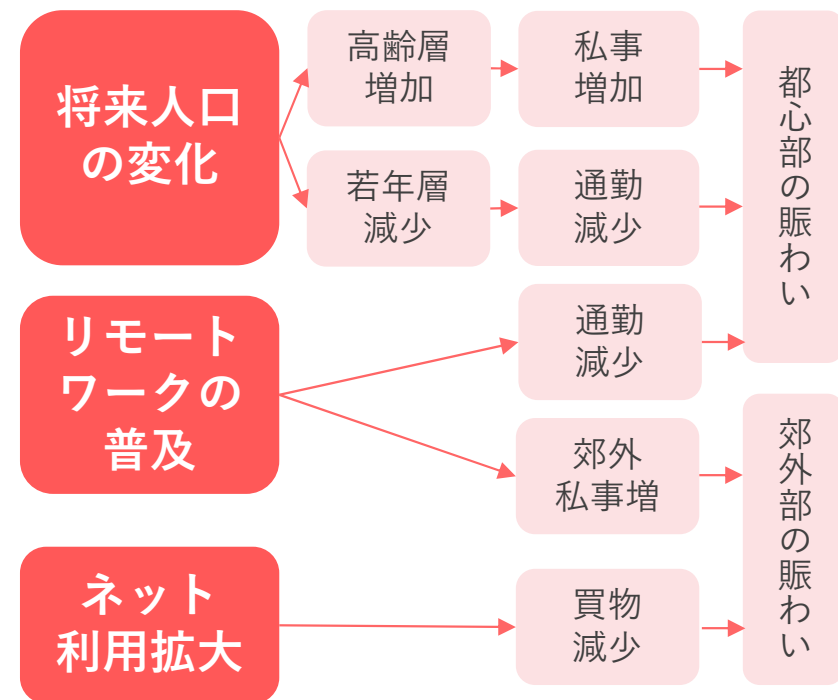 将来人口
の変化
高齢層
増加
私事
増加
若年層
減少
通勤
減少
都心部の賑わい
リモート
ワークの
普及
通勤
減少
郊外
私事増
郊外部の賑わい
ネット
利用拡大
買物
減少